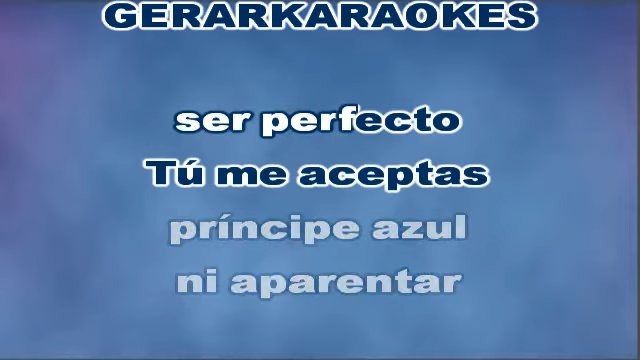 GERARKARAOKES
ser perfecto
Tú me aceptas
príncipe azul
ni aparentar